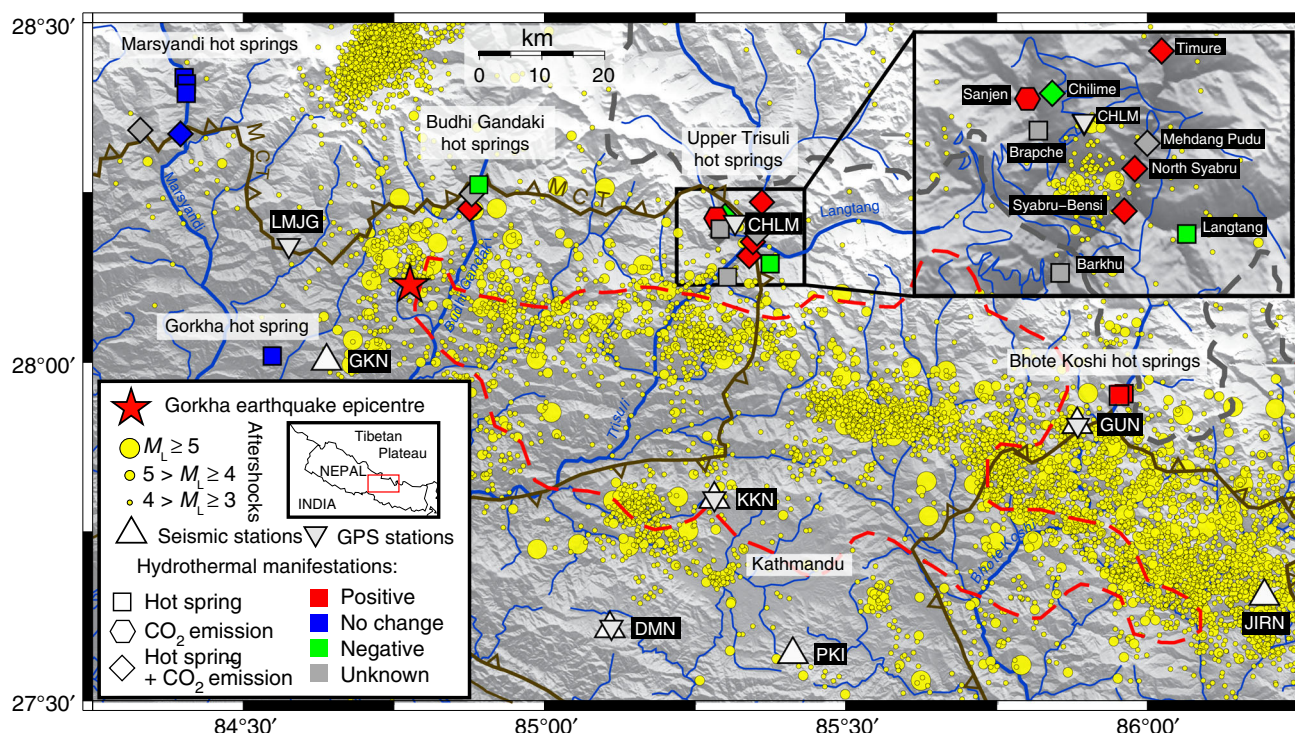 28°30′
28°00′
27°30′
84°30′
85°00′
85°30′
86°00′
Marsyandi hot springs
km
0 10 20
Budhi Gandaki
hot springs
Upper Trisuli
hot springs
MCT
MCT
Marsyandi
LMJG
CHLM
Langtang
Gorkha hot spring
GKN
Trisuli
Bhote Koshi hot springs
GUN
KKN
Kathmandu
Bhote Koshi
DMN
PKI
JIRN
Timure
Sanjen
Chilime
CHLM
Brapche
Mehdang Pudu
North Syabru
Syabru–Bensi
Langtang
Barkhu
Gorkha earthquake epicentre
M_L ≥ 5
5 > M_L ≥ 4
4 > M_L ≥ 3
Aftershocks
Tibetan
Plateau
NEPAL
INDIA
Seismic stations
GPS stations
Hydrothermal manifestations:
Hot spring
CO₂ emission
Hot spring
+ CO₂ emission
Positive
No change
Negative
Unknown